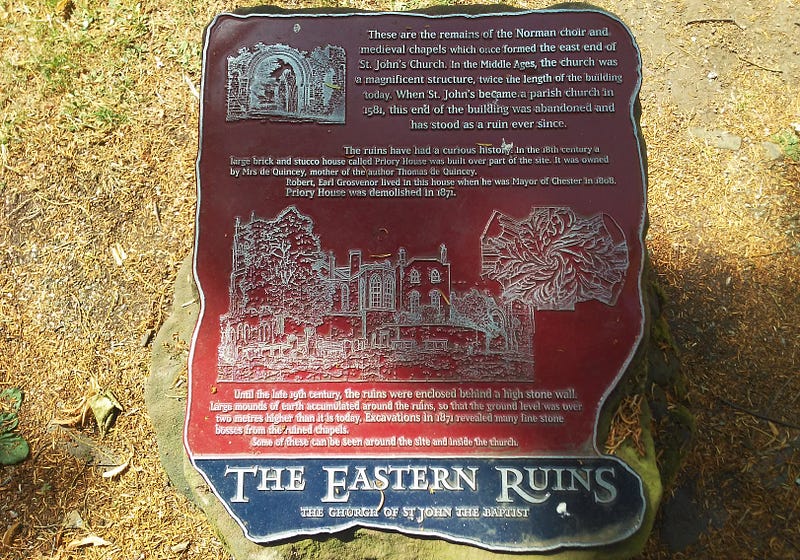 These are the remains of the Norman choir and
medieval chapels which once formed the east end of
St. John's Church. In the Middle Ages, the church was
a magnificent structure, twice the length of the building
today. When St. John's became a parish church in
1581, this end of the building was abandoned and
has stood as a ruin ever since.
The ruins have had a curious history. In the 18th century a
large brick and stucco house called Priory House was built over part of the site. It was owned
by Mrs de Quincey, mother of the author Thomas de Quincey.
Robert, Earl Grosvenor lived in this house when he was Mayor of Chester in 1808.
Priory House was demolished in 1871.
Until the late 19th century, the ruins were enclosed behind a high stone wall.
Large mounds of earth accumulated around the ruins, so that the ground level was over
two metres higher than it is today. Excavations in 1871 revealed many fine stone
bosses from the ruined chapels.
Some of these can be seen around the site and inside the church.
THE EASTERN RUINS
THE CHURCH OF ST JOHN THE BAPTIST